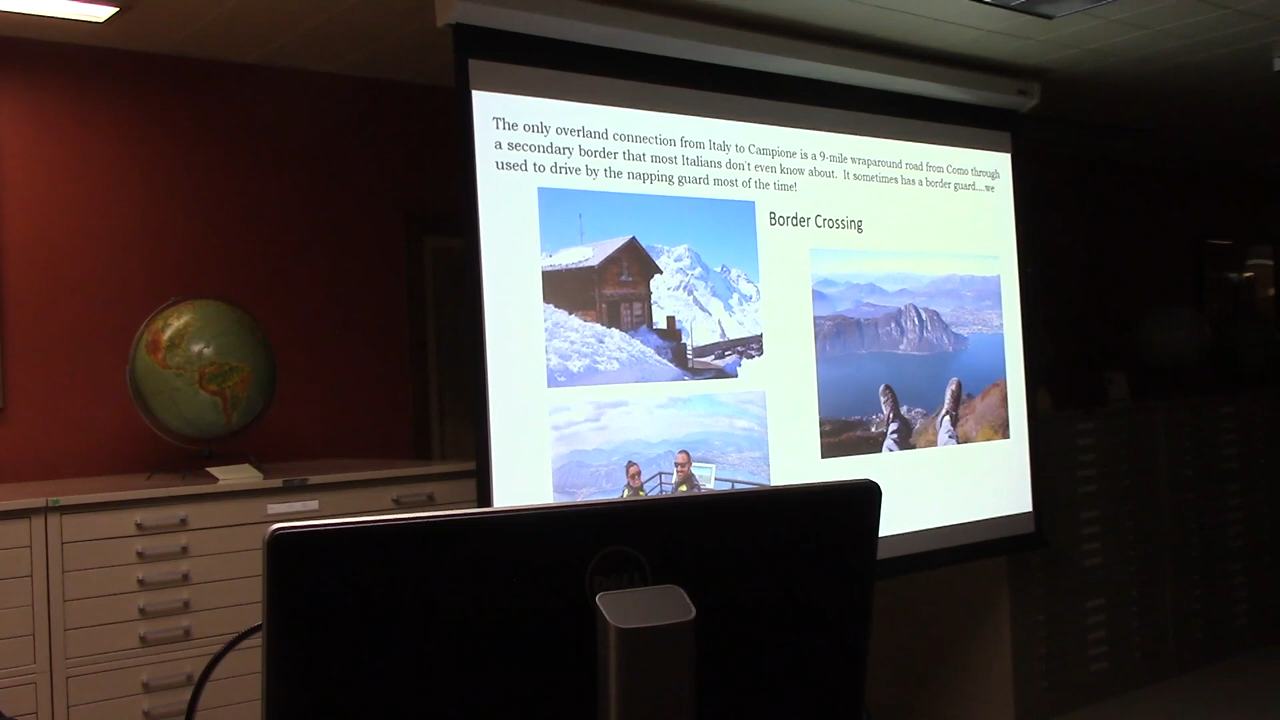 The only overland connection from Italy to Campione is a 9-mile wraparound road from Como through
a secondary border that most Italians don't even know about. It sometimes has a border guard....we
used to drive by the napping guard most of the time!
Border Crossing
DELL